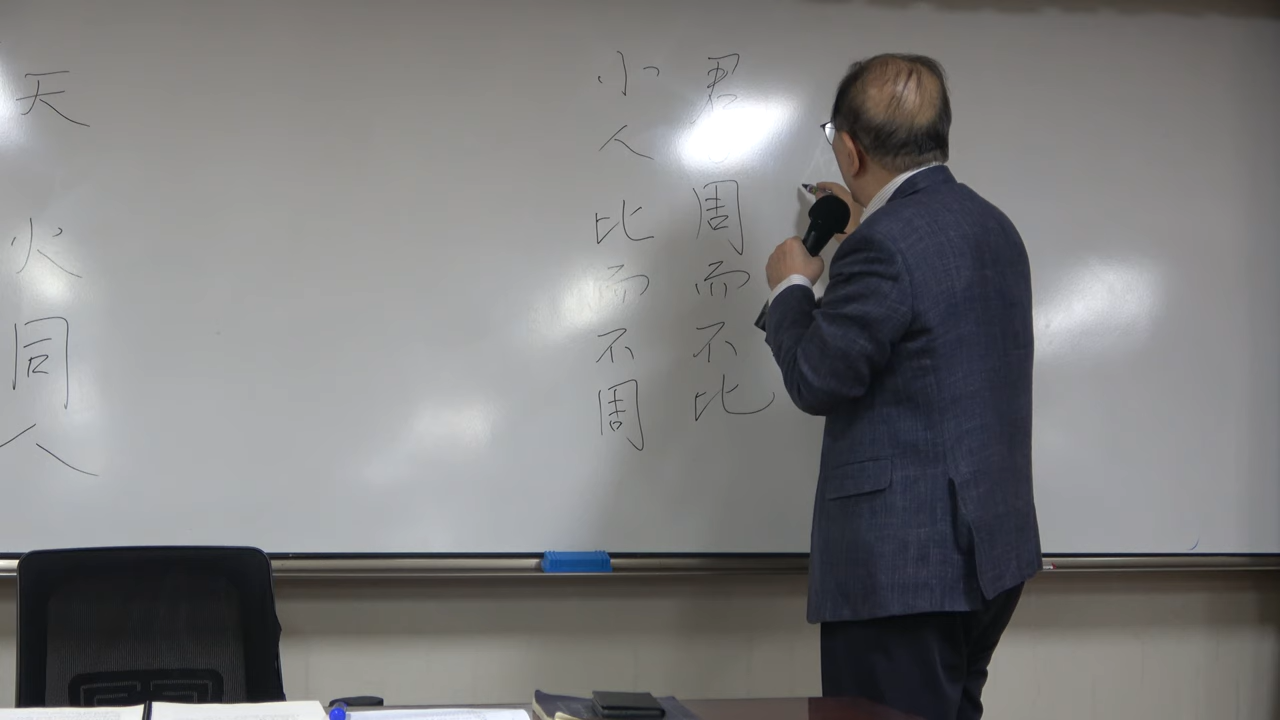 君 周而不比
小人比而不周
天火同人